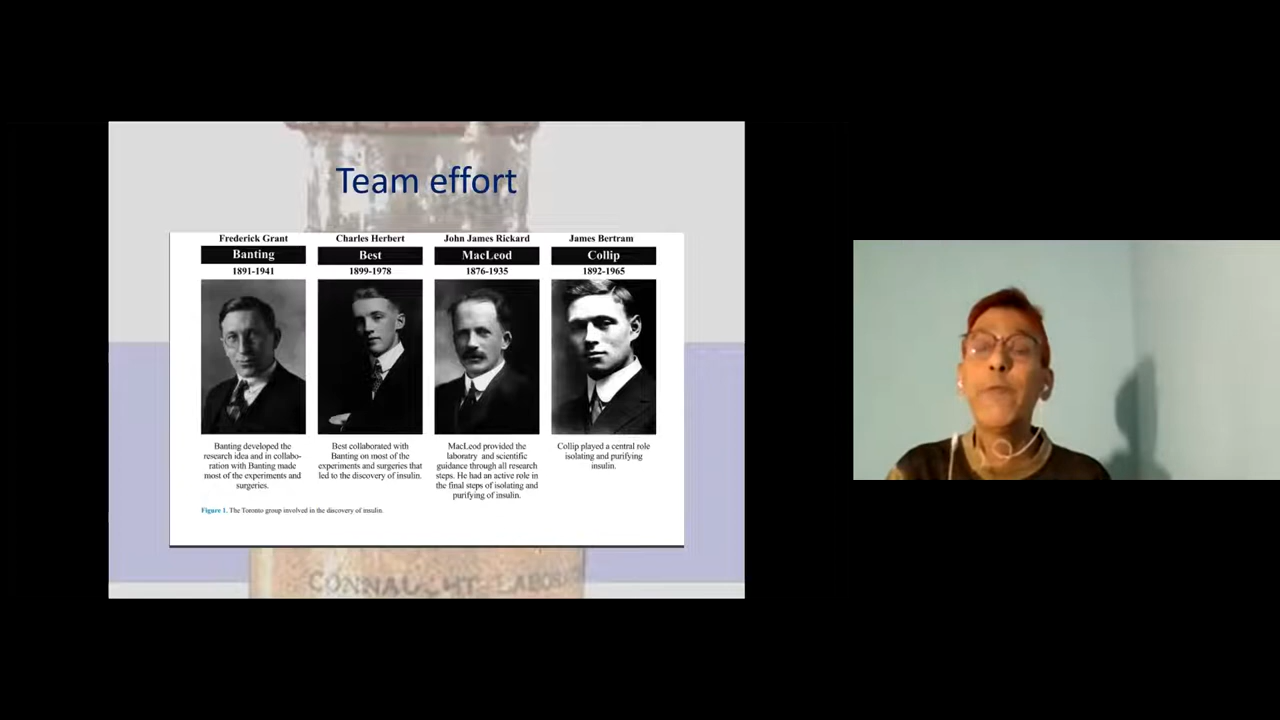 Team effort
Frederick Grant
Banting
1891-1941
Banting developed the
research idea and in collabo-
ration with Banting made
most of the experiments and
surgeries.
Charles Herbert
Best
1899-1978
Best collaborated with
Banting on most of the
experiments and surgeries that
led to the discovery of insulin.
John James Rickard
MacLeod
1876-1935
MacLeod provided the
laboratry and scientific
guidance through all research
steps. He had an active role in
the final steps of isolating and
purifying of insulin.
James Bertram
Collip
1892-1965
Collip played a central role
isolating and purifying
insulin.
Figure 1. The Toronto group involved in the discovery of insulin.
CONNAUGHT